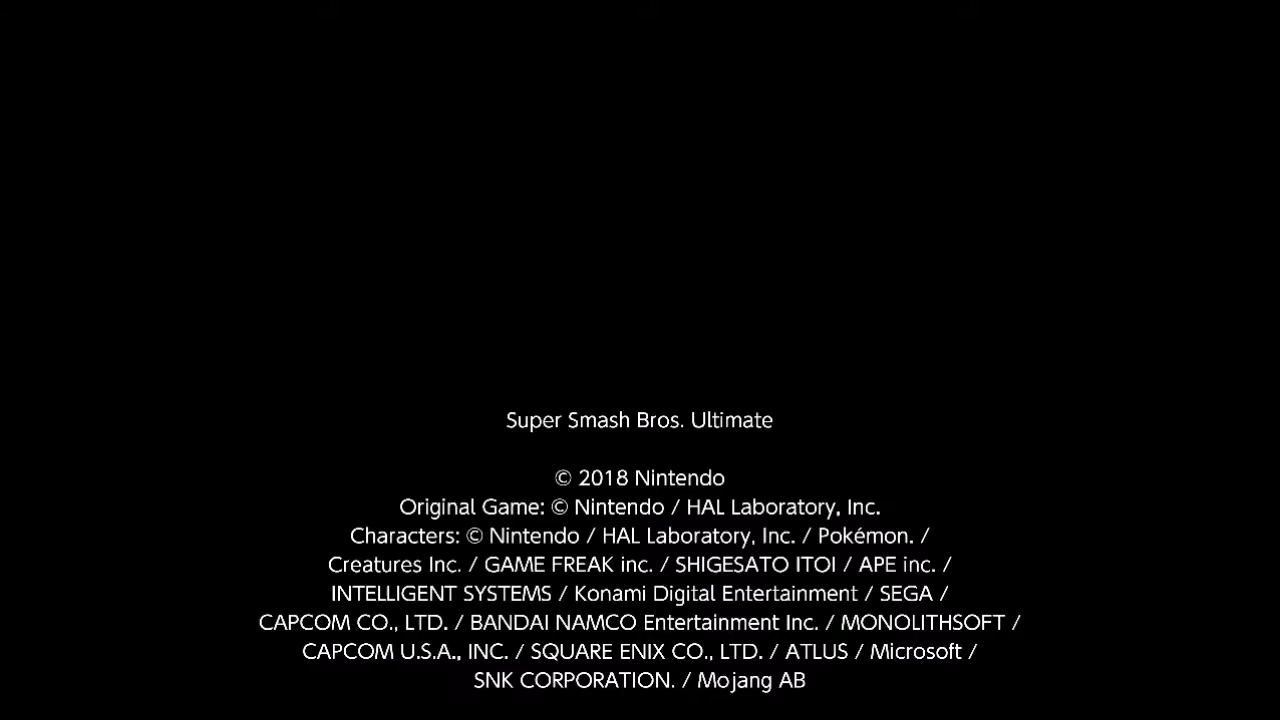 Super Smash Bros. Ultimate
© 2018 Nintendo
Original Game: © Nintendo / HAL Laboratory, Inc.
Characters: © Nintendo / HAL Laboratory, Inc. / Pokémon. /
Creatures Inc. / GAME FREAK inc. / SHIGESATO ITOI / APE inc. /
INTELLIGENT SYSTEMS / Konami Digital Entertainment / SEGA /
CAPCOM CO., LTD. / BANDAI NAMCO Entertainment Inc. / MONOLITHSOFT /
CAPCOM U.S.A., INC. / SQUARE ENIX CO., LTD. / ATLUS / Microsoft /
SNK CORPORATION. / Mojang AB